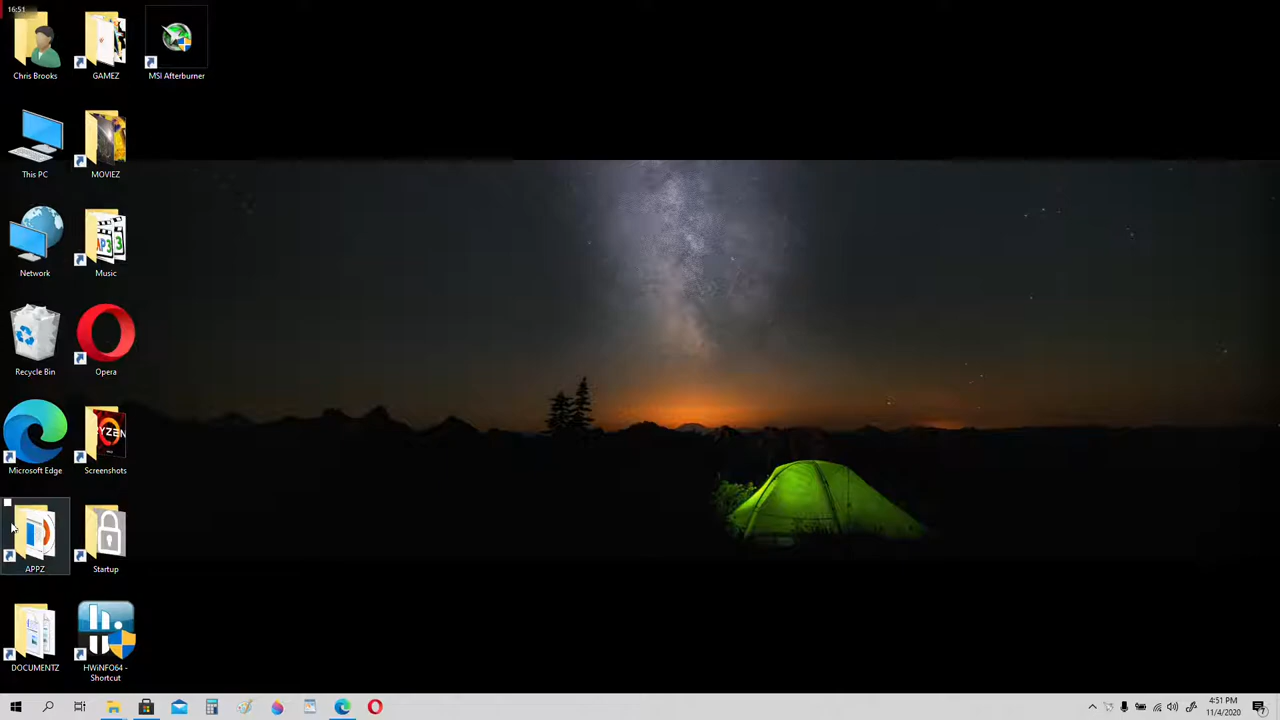 16:51
Chris Brooks
GAMEZ
MSI Afterburner
This PC
MOVIEZ
Network
Music
Recycle Bin
Opera
Microsoft Edge
RYZEN
Screenshots
APPZ
Startup
DOCUMENTZ
HWiNFO64 -
Shortcut
4:51 PM
11/4/2020